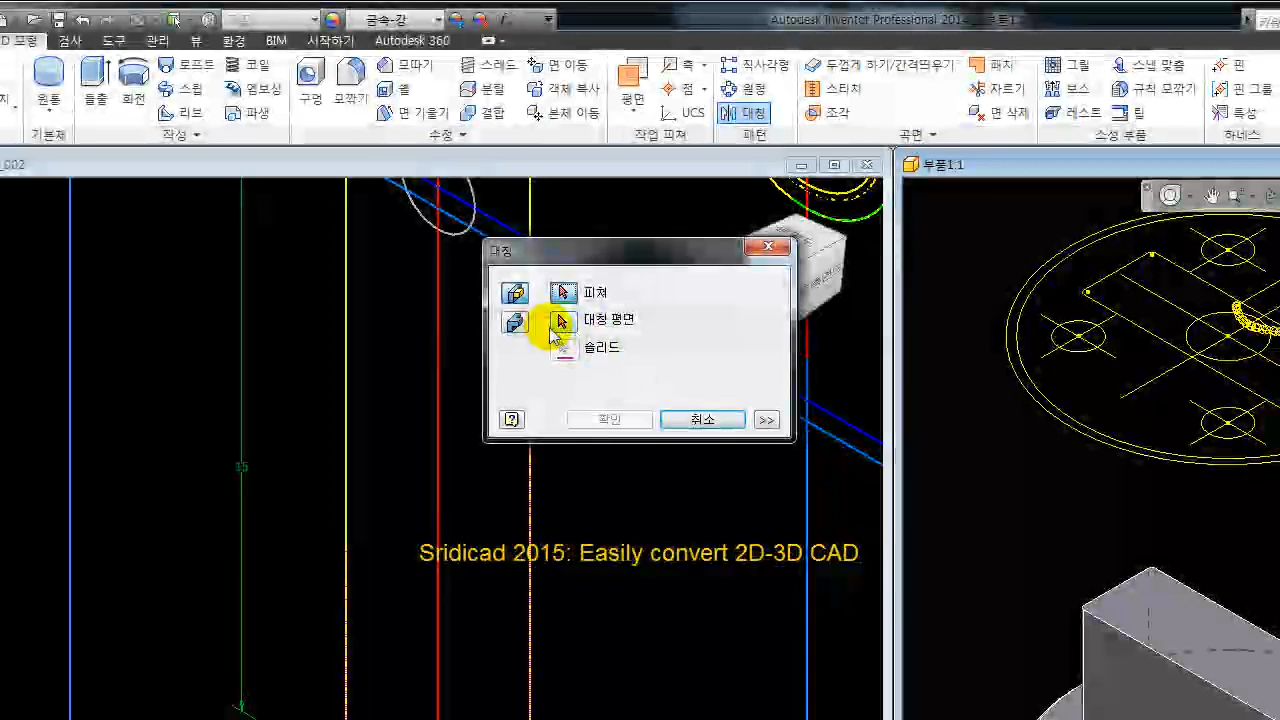 금속-강
Autodesk Inventor Professional 2014
D 모형 검사 도구 관리 뷰 환경 BIM 시작하기 Autodesk 360
로프트 코일 모따기 스레드 면 이동 축 직사각형 두껍게 하기/간격띄우기 패치 그릴 스냅 맞춤 핀
원통 돌출 회전 스윕 엠보싱 구멍 모깎기 쉘 분할 객체 복사 평면 점 원형 스티치 자르기 보스 규칙 모깎기 핀 그룹
리브 파생 면 기울기 결합 본체 이동 UCS 대칭 조각 면 삭제 레스트 립 특성
기본체 작성 수정 작업 피쳐 패턴 곡면 소성 부품 하네스
_002
부품1:1
대칭
피쳐
대칭 평면
솔리드
확인 취소 >>
Sridicad 2015: Easily convert 2D-3D CAD